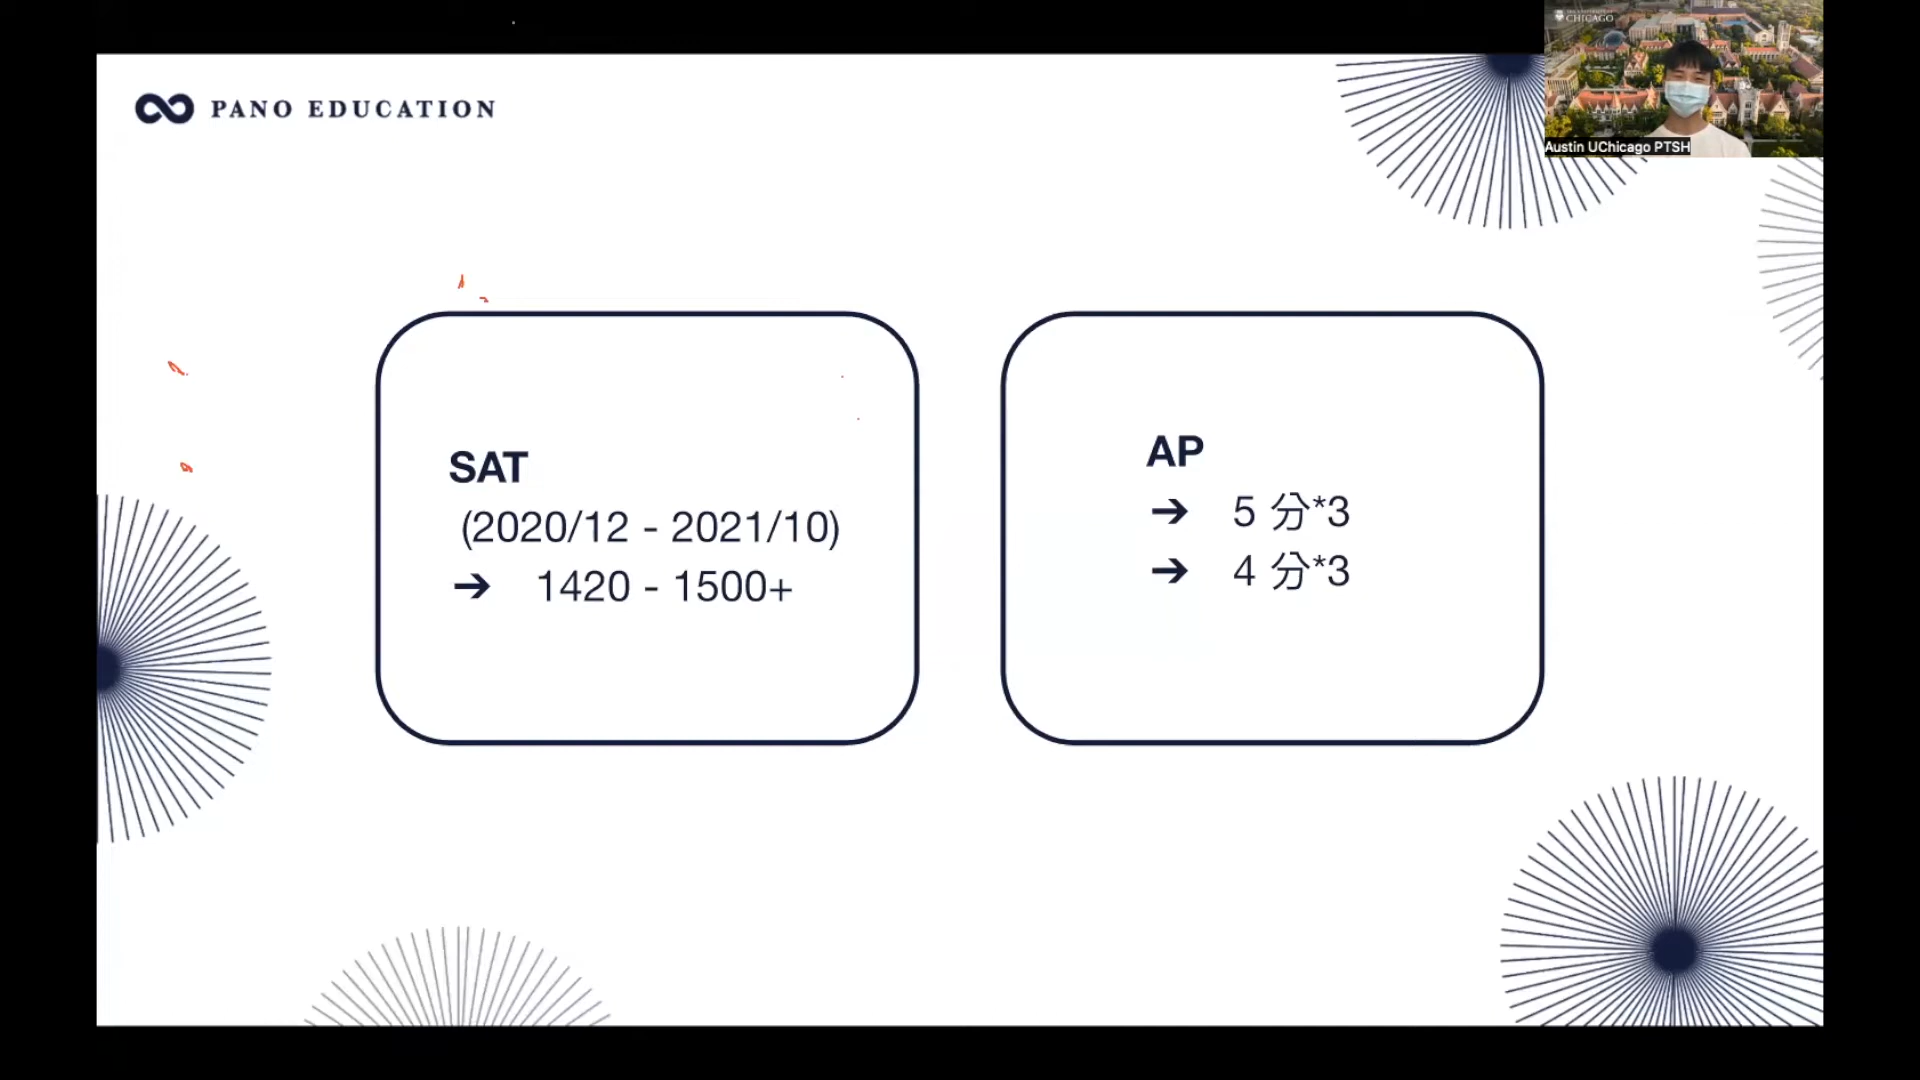 PANO EDUCATION
CHICAGO
Austin UChicago PTSH
SAT
(2020/12 - 2021/10)
➔ 1420 - 1500+
AP
➔ 5 分*3
➔ 4 分*3